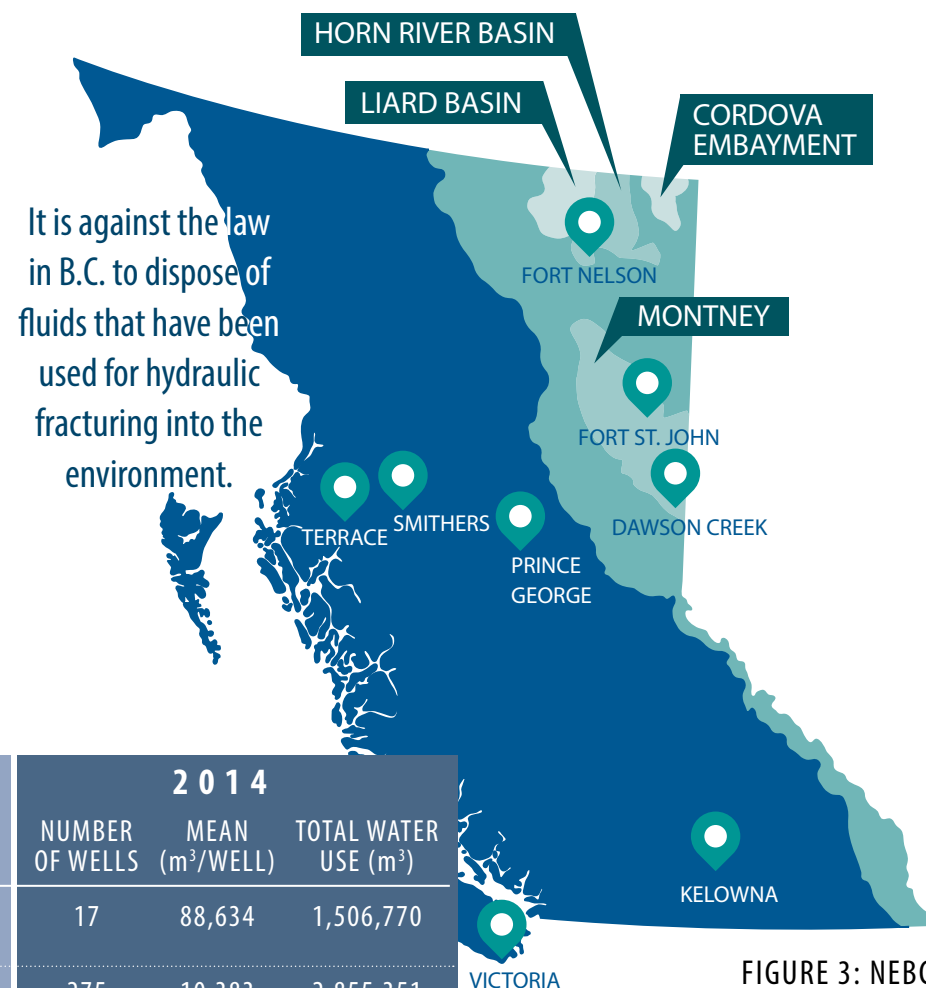 HORN RIVER BASIN
LIARD BASIN
CORDOVA
EMBAYMENT
It is against the law
in B.C. to dispose of
fluids that have been
used for hydraulic
fracturing into the
environment.
FORT NELSON
MONTNEY
FORT ST. JOHN
DAWSON CREEK
TERRACE
SMITHERS
PRINCE
GEORGE
KELOWNA
VICTORIA
2014
NUMBER OF WELLS MEAN (m³/WELL) TOTAL WATER USE (m³)
17 88,634 1,506,770
FIGURE 3: